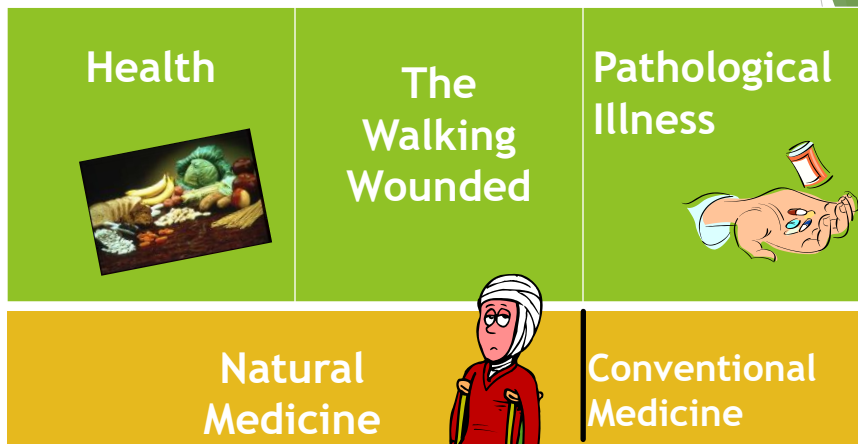 Health
The
Walking
Wounded
Pathological
Illness
Natural
Medicine
Conventional
Medicine